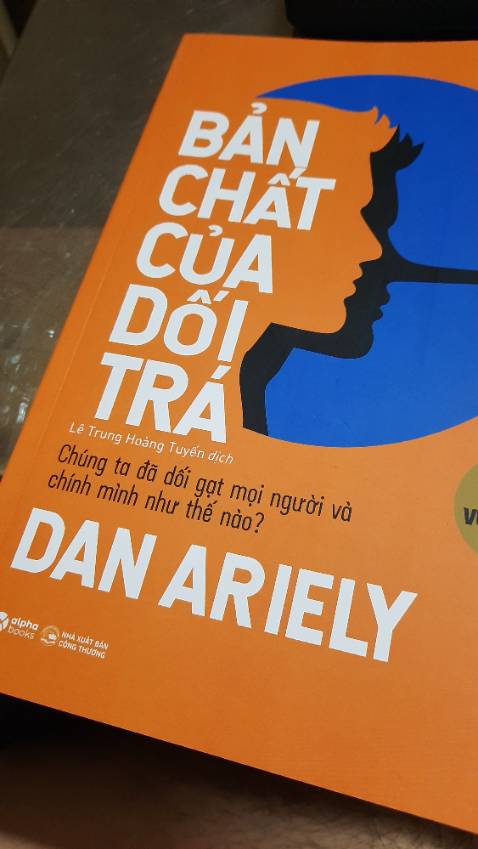 BẢN
CHẤT
CỦA
DỐI
TRÁ
Lê Trung Hoàng Tuyến dịch
Chúng ta đã dối gạt mọi người và
chính mình như thế nào?
DAN ARIELY
alpha
books
NHÀ XUẤT BẢN
CÔNG THƯƠNG